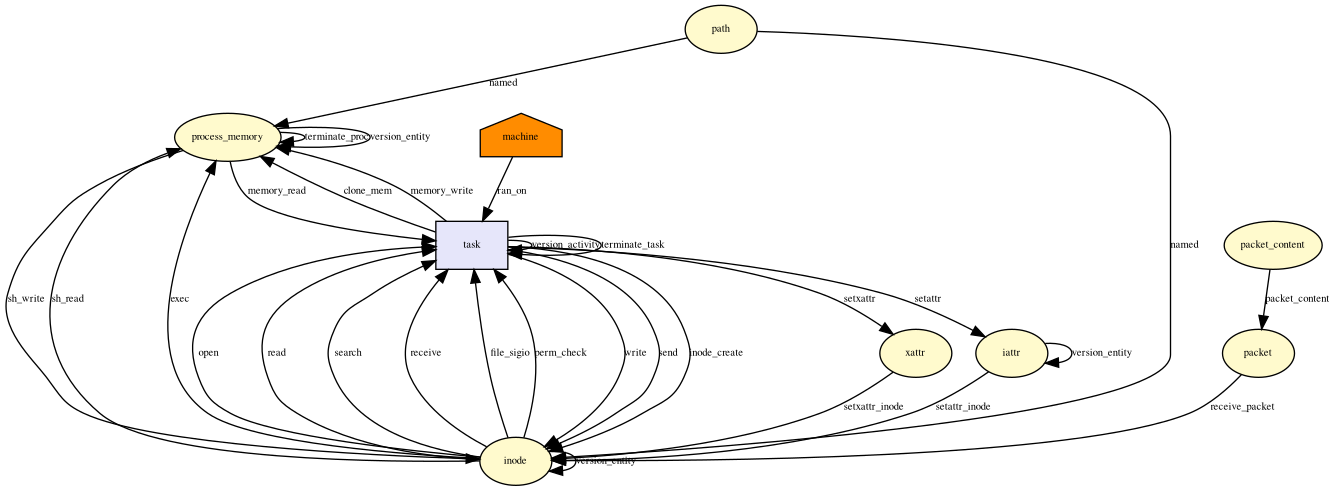 path
named
process_memory
terminate_proc
version_entity
machine
memory_read
clone_mem
memory_write
ran_on
task
version_activity
terminate_task
named
packet_content
sh_write
sh_read
exec
setxattr
setattr
packet_content
open
read
search
receive
file_sigio
perm_check
write
send
inode_create
xattr
iattr
version_entity
packet
setxattr_inode
setattr_inode
receive_packet
inode
version_entity